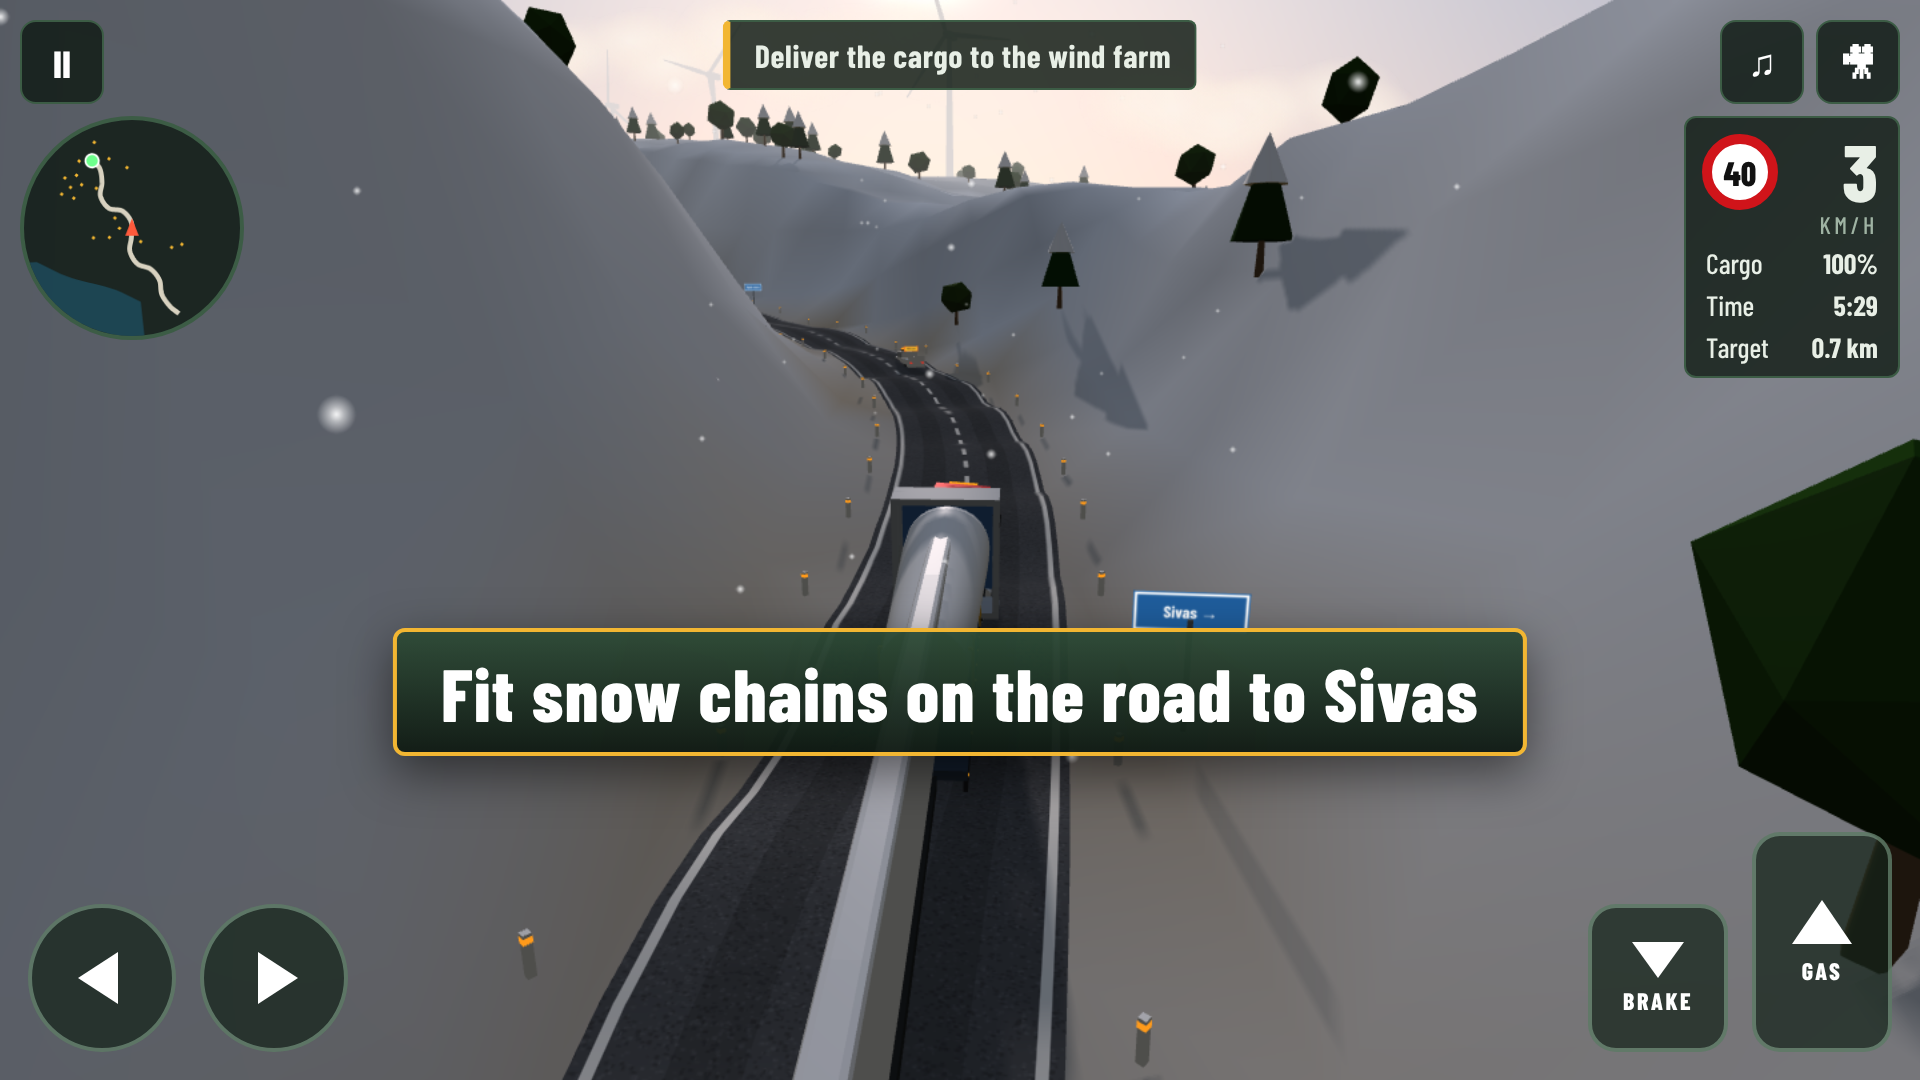 Deliver the cargo to the wind farm
40
3
KM/H
Cargo 100%
Time 5:29
Target 0.7 km
Sivas →
Fit snow chains on the road to Sivas
BRAKE
GAS